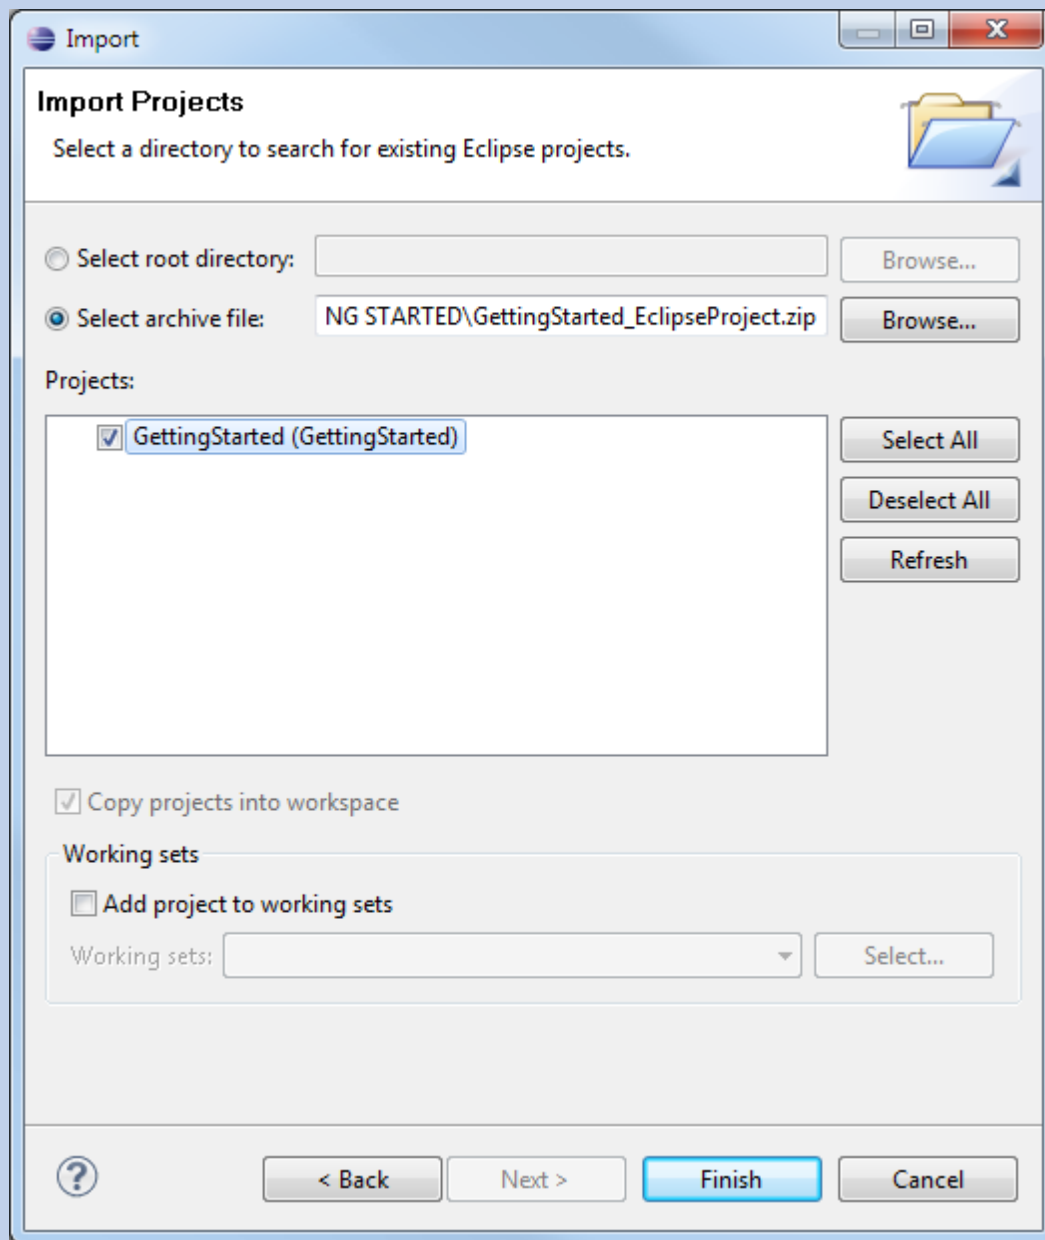 Import
Import Projects
Select a directory to search for existing Eclipse projects.
Select root directory:
Browse...
Select archive file:
NG STARTED\GettingStarted_EclipseProject.zip
Browse...
Projects:
GettingStarted (GettingStarted)
Select All
Deselect All
Refresh
Copy projects into workspace
Working sets
Add project to working sets
Working sets:
Select...
?
< Back
Next >
Finish
Cancel